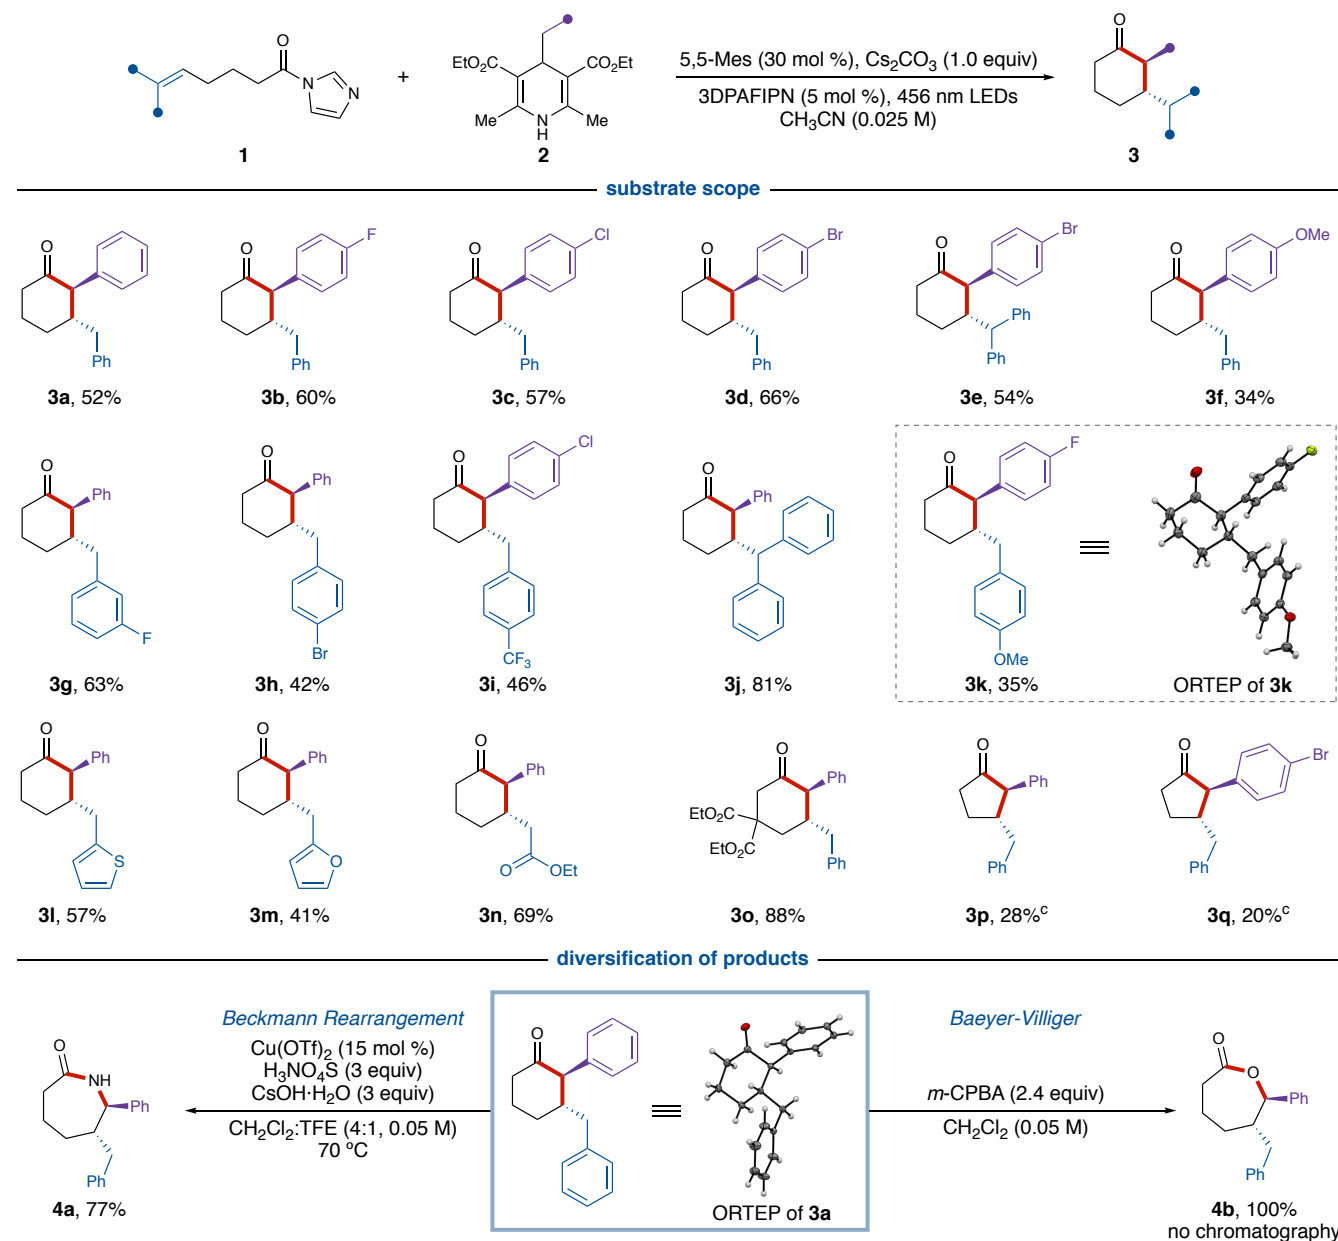 O
N
N
1
+
EtO₂C
CO₂Et
Me
N
H
Me
2
5,5-Mes (30 mol %), Cs₂CO₃ (1.0 equiv)
3DPAFIPN (5 mol %), 456 nm LEDs
CH₃CN (0.025 M)
O
3
substrate scope
O
Ph
3a, 52%
O
F
Ph
3b, 60%
O
Cl
Ph
3c, 57%
O
Br
Ph
3d, 66%
O
Br
Ph
Ph
3e, 54%
O
OMe
Ph
3f, 34%
O
Ph
F
3g, 63%
O
Ph
Br
3h, 42%
O
Cl
CF₃
3i, 46%
O
Ph
3j, 81%
O
F
OMe
3k, 35%
ORTEP of 3k
O
Ph
S
3l, 57%
O
Ph
O
3m, 41%
O
Ph
O
OEt
3n, 69%
O
Ph
EtO₂C
EtO₂C
Ph
3o, 88%
O
Ph
Ph
3p, 28%ᶜ
O
Br
Ph
3q, 20%ᶜ
diversification of products
O
NH
Ph
Ph
4a, 77%
Beckmann Rearrangement
Cu(OTf)₂ (15 mol %)
H₃NO₄S (3 equiv)
CsOH·H₂O (3 equiv)
CH₂Cl₂:TFE (4:1, 0.05 M)
70 ºC
O
ORTEP of 3a
Baeyer-Villiger
m-CPBA (2.4 equiv)
CH₂Cl₂ (0.05 M)
O
O
Ph
Ph
4b, 100%
no chromatography